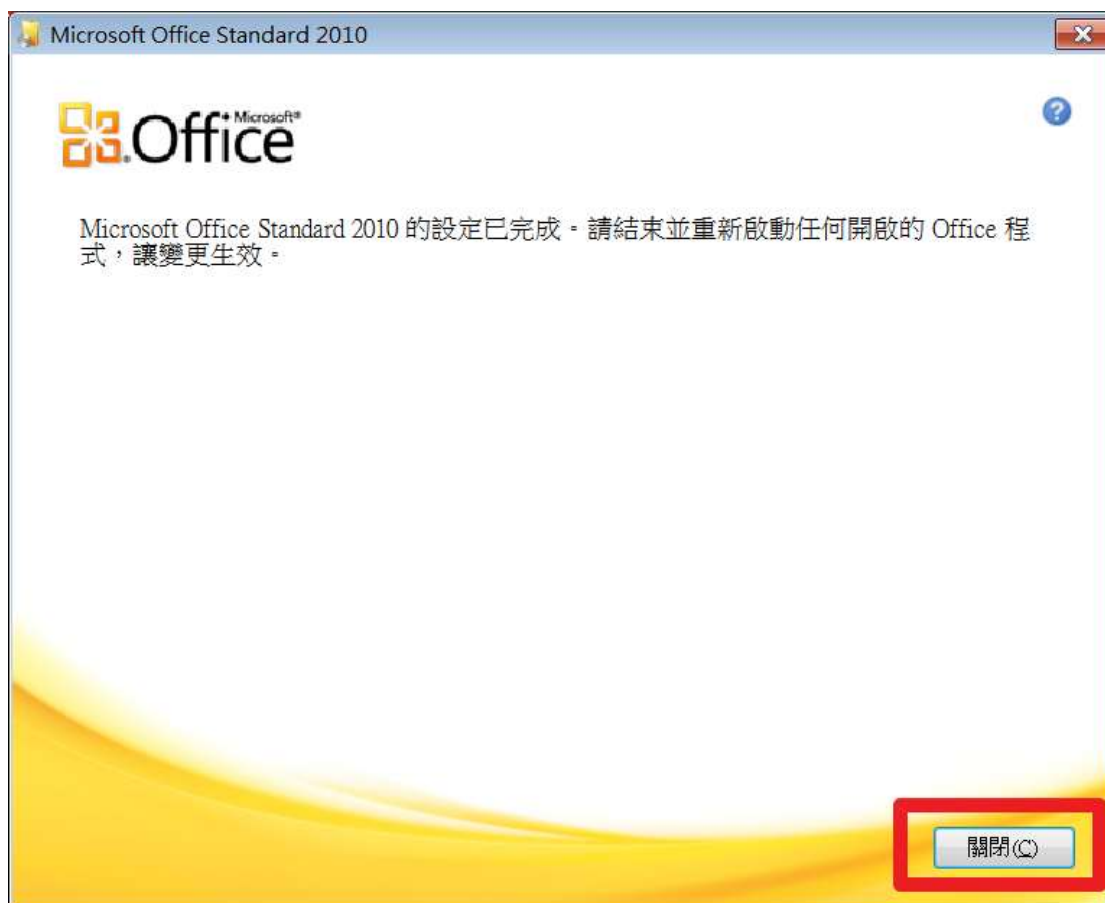 Microsoft Office Standard 2010
Microsoft®
Office
Microsoft Office Standard 2010 的設定已完成。請結束並重新啟動任何開啟的 Office 程
式，讓變更生效。
關閉(C)